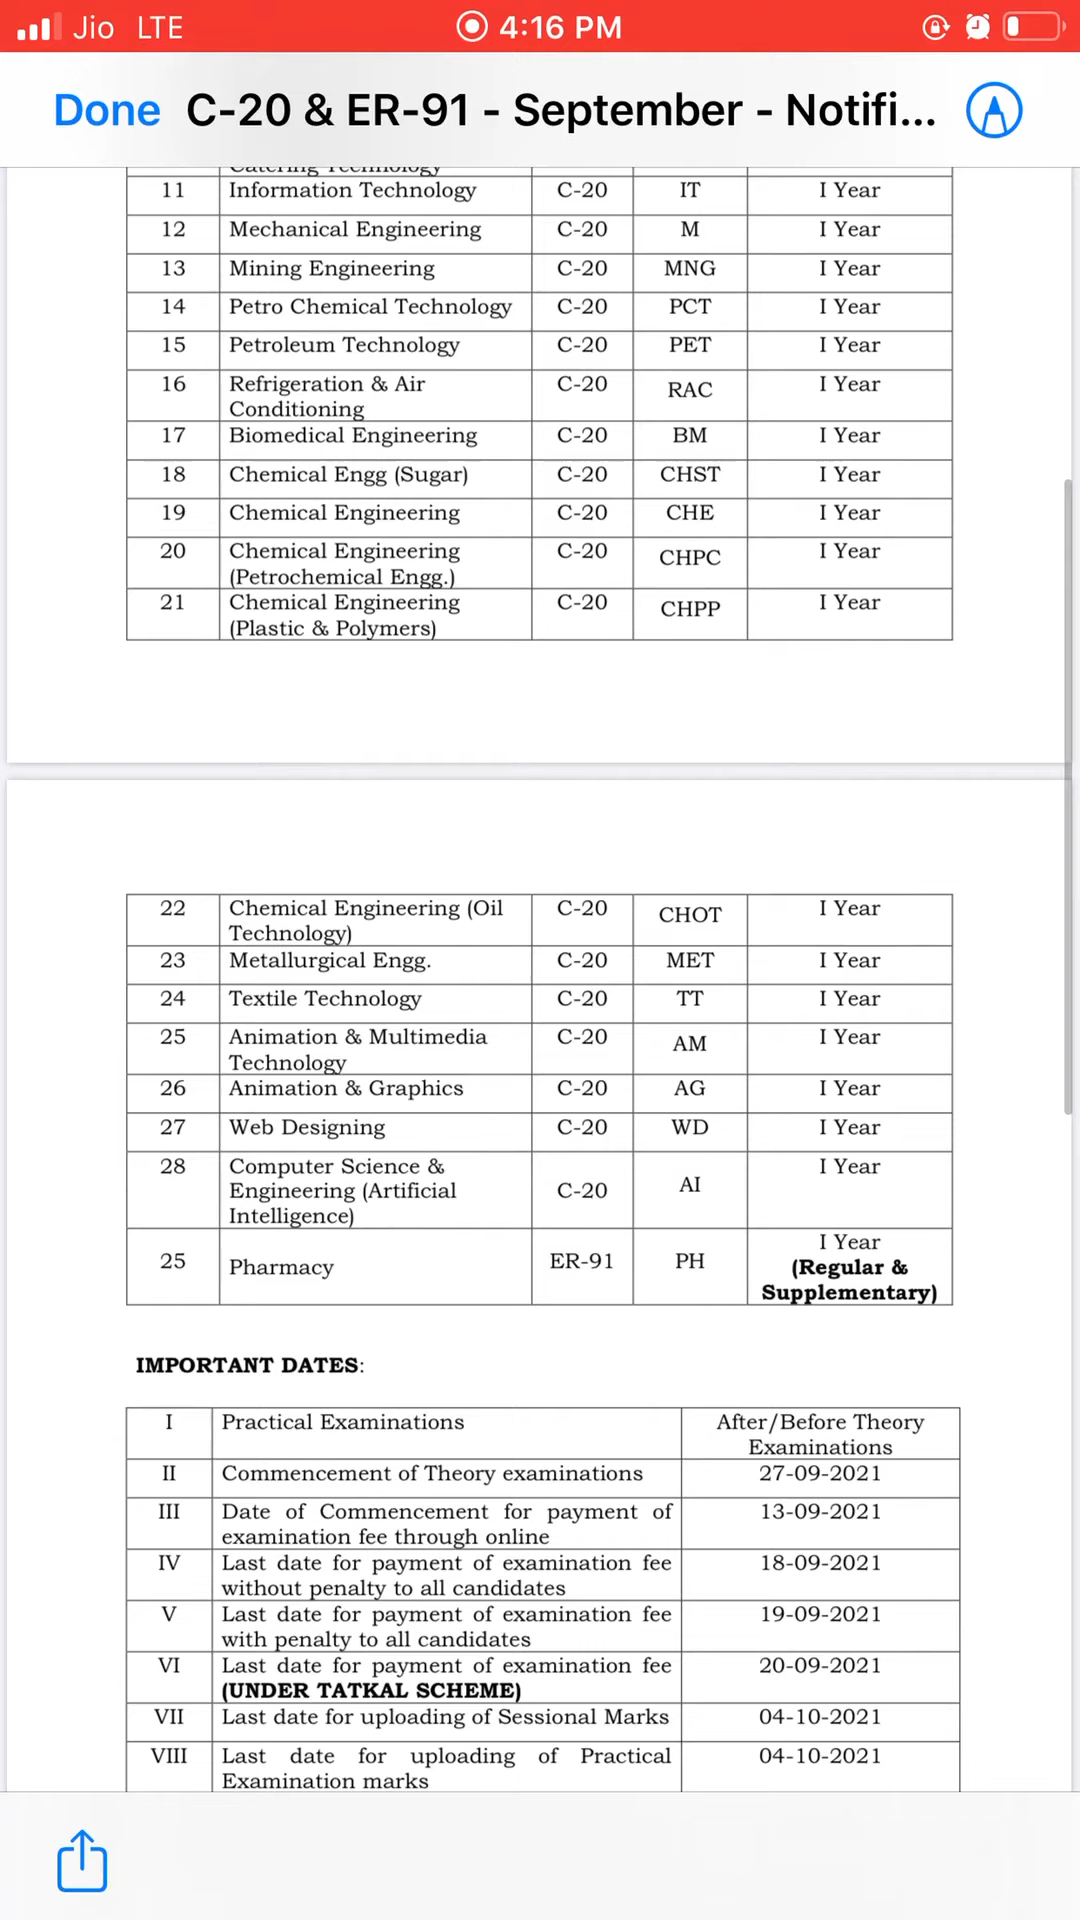 Jio LTE 4:16 PM
Done C-20 & ER-91 - September - Notifi...
Catering Technology
11 Information Technology C-20 IT I Year
12 Mechanical Engineering C-20 M I Year
13 Mining Engineering C-20 MNG I Year
14 Petro Chemical Technology C-20 PCT I Year
15 Petroleum Technology C-20 PET I Year
16 Refrigeration & Air C-20 RAC I Year
Conditioning
17 Biomedical Engineering C-20 BM I Year
18 Chemical Engg (Sugar) C-20 CHST I Year
19 Chemical Engineering C-20 CHE I Year
20 Chemical Engineering C-20 CHPC I Year
(Petrochemical Engg.)
21 Chemical Engineering C-20 CHPP I Year
(Plastic & Polymers)
22 Chemical Engineering (Oil C-20 CHOT I Year
Technology)
23 Metallurgical Engg. C-20 MET I Year
24 Textile Technology C-20 TT I Year
25 Animation & Multimedia C-20 AM I Year
Technology
26 Animation & Graphics C-20 AG I Year
27 Web Designing C-20 WD I Year
28 Computer Science & I Year
Engineering (Artificial C-20 AI
Intelligence)
I Year
25 Pharmacy ER-91 PH (Regular &
Supplementary)
IMPORTANT DATES:
I Practical Examinations After/Before Theory
Examinations
II Commencement of Theory examinations 27-09-2021
III Date of Commencement for payment of 13-09-2021
examination fee through online
IV Last date for payment of examination fee 18-09-2021
without penalty to all candidates
V Last date for payment of examination fee 19-09-2021
with penalty to all candidates
VI Last date for payment of examination fee 20-09-2021
(UNDER TATKAL SCHEME)
VII Last date for uploading of Sessional Marks 04-10-2021
VIII Last date for uploading of Practical 04-10-2021
Examination marks